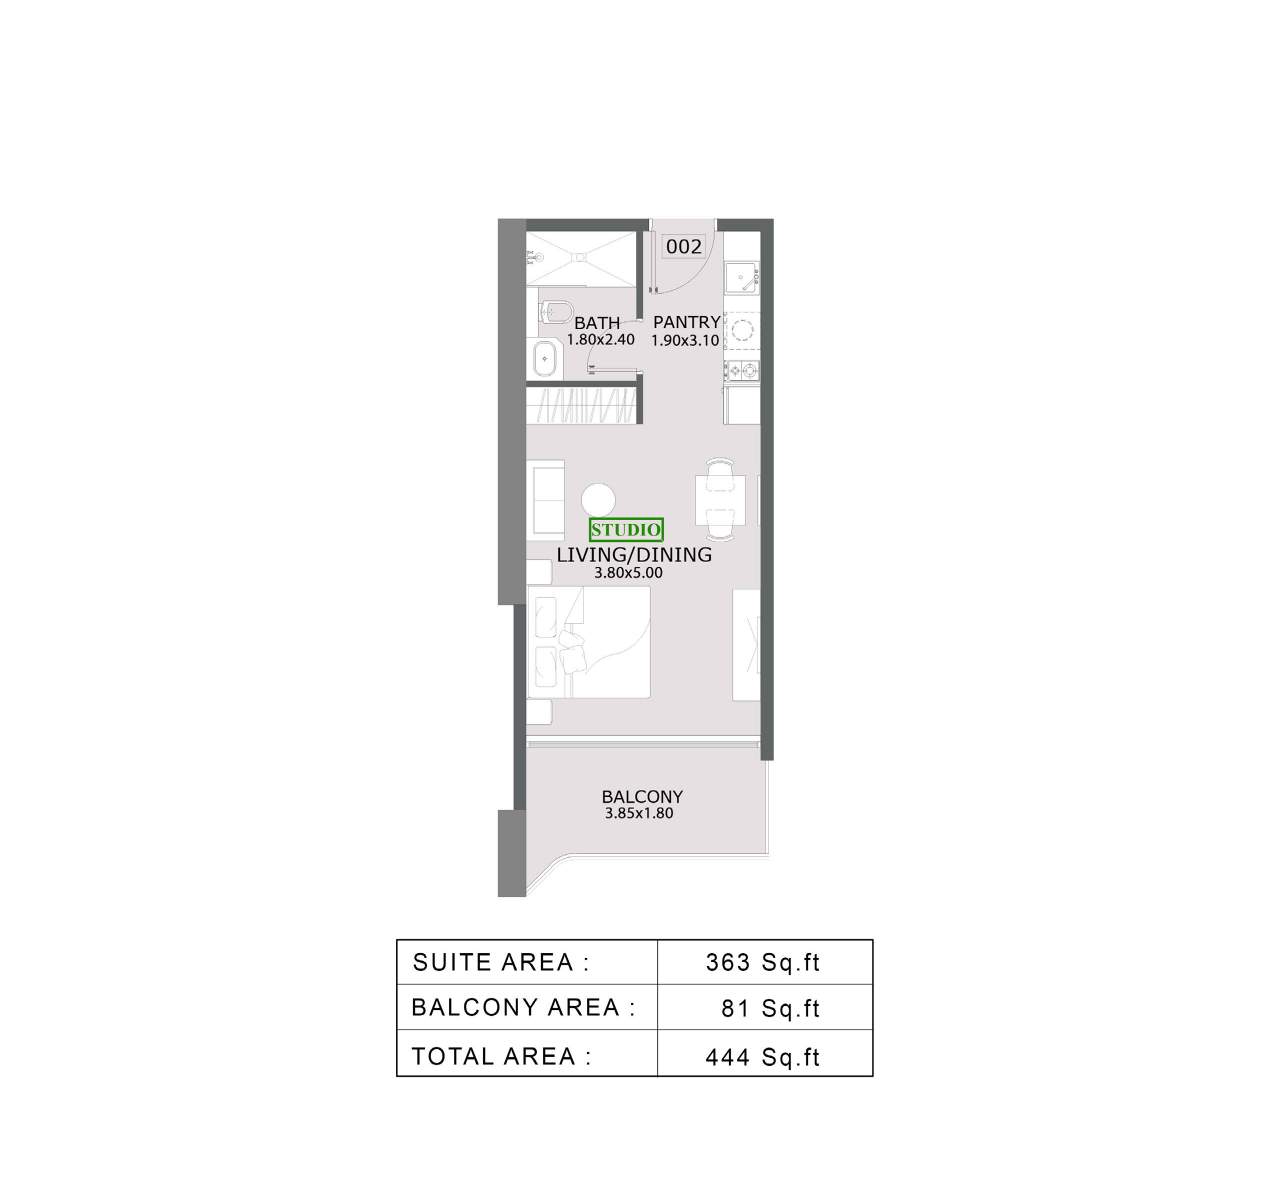 002
BATH
1.80x2.40
PANTRY
1.90x3.10
STUDIO
LIVING/DINING
3.80x5.00
BALCONY
3.85x1.80
SUITE AREA : 363 Sq.ft
BALCONY AREA : 81 Sq.ft
TOTAL AREA : 444 Sq.ft